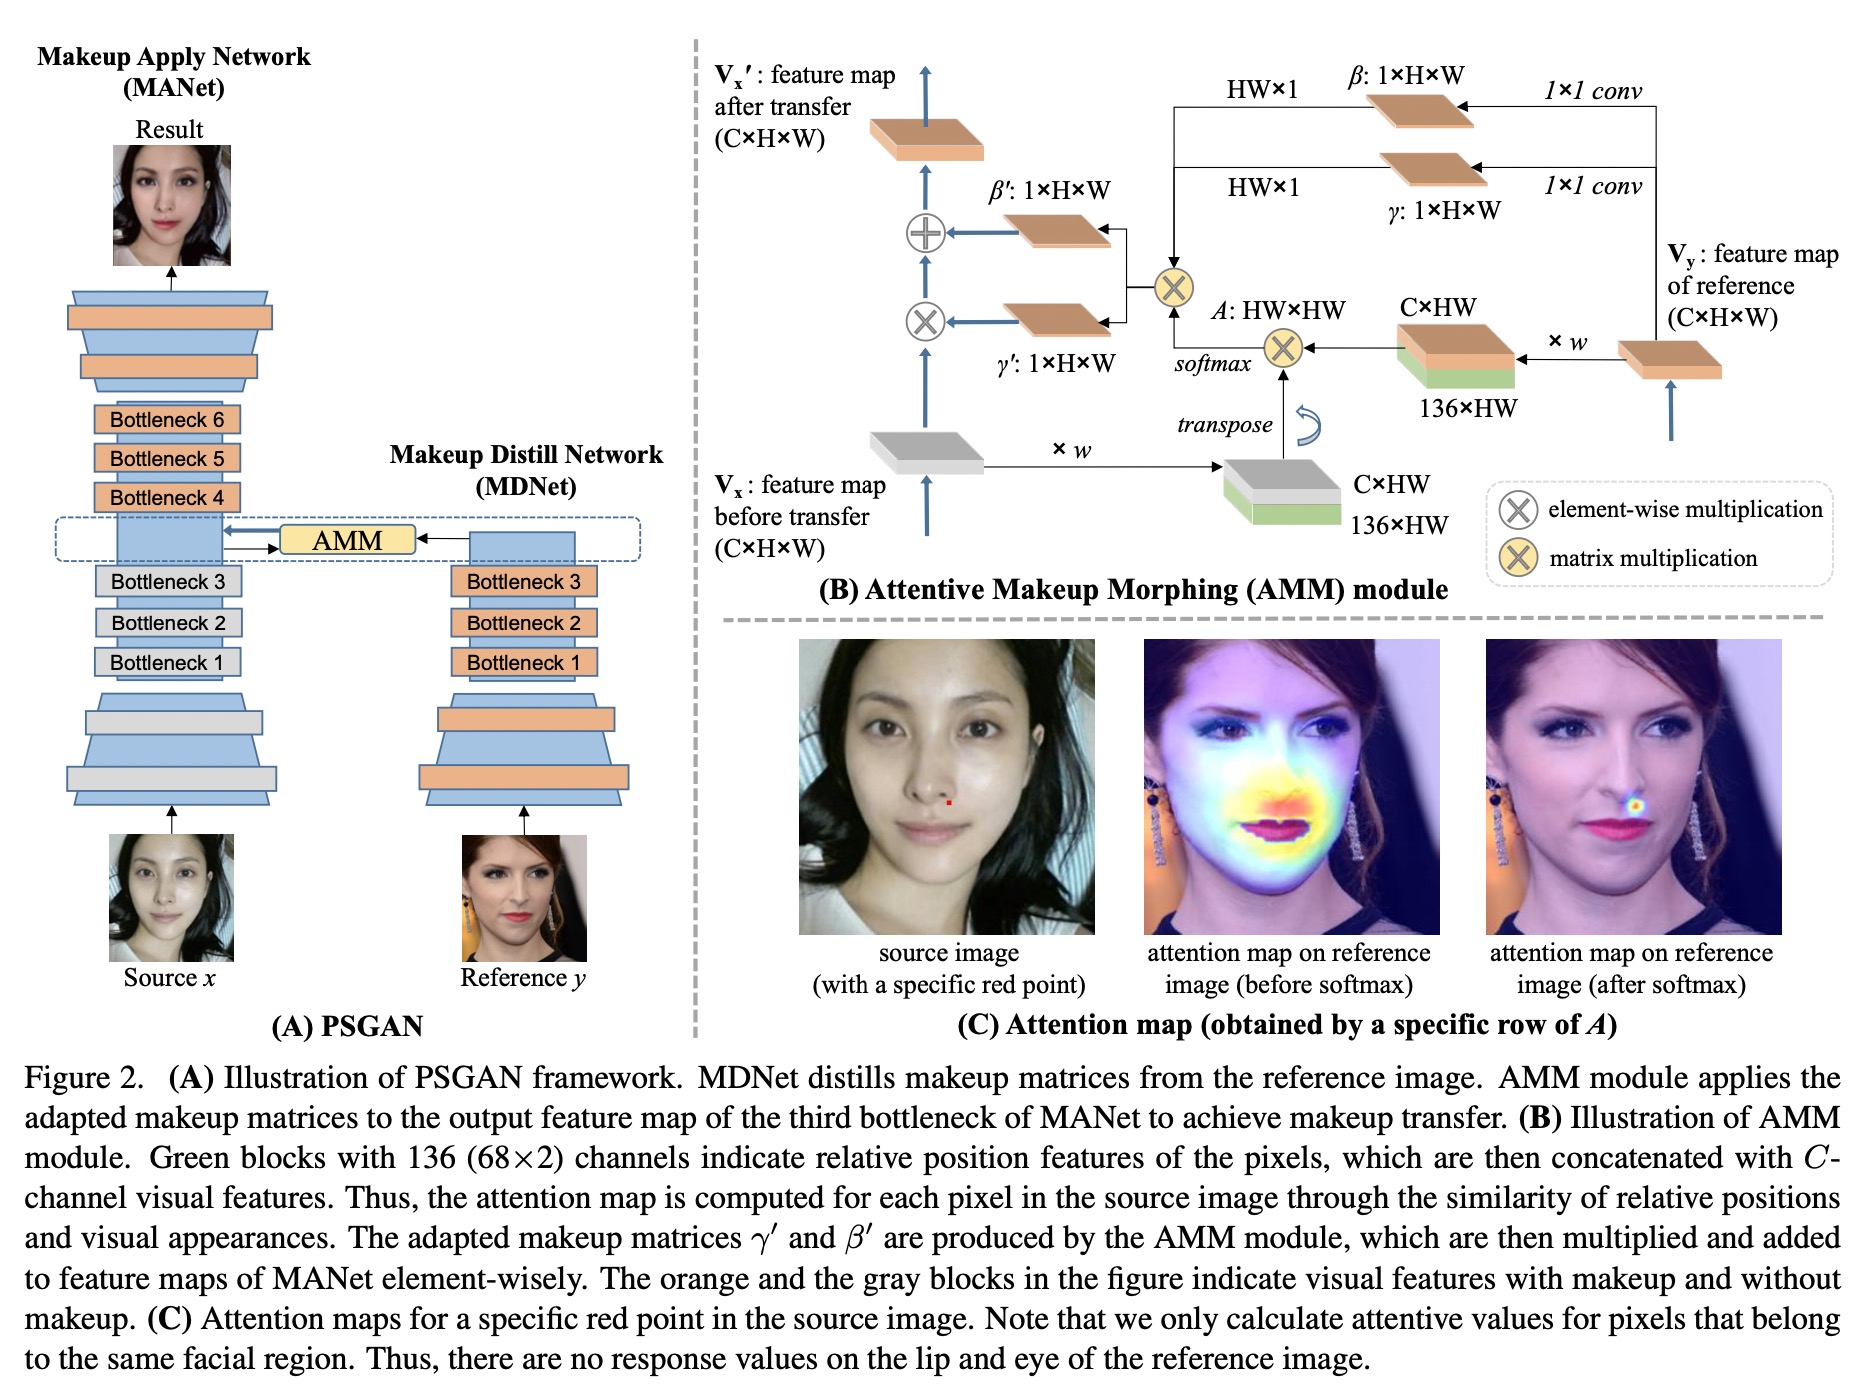 Makeup Apply Network
(MANet)
Result
Bottleneck 6
Bottleneck 5
Bottleneck 4
Makeup Distill Network
(MDNet)
AMM
Bottleneck 3
Bottleneck 2
Bottleneck 1
Bottleneck 3
Bottleneck 2
Bottleneck 1
Source x
Reference y
(A) PSGAN
Vx′ : feature map
after transfer
(C×H×W)
β′: 1×H×W
γ′: 1×H×W
Vx : feature map
before transfer
(C×H×W)
HW×1
β: 1×H×W
1×1 conv
HW×1
γ: 1×H×W
1×1 conv
Vy : feature map
of reference
(C×H×W)
A: HW×HW
C×HW
× w
softmax
136×HW
transpose
× w
C×HW
136×HW
element-wise multiplication
matrix multiplication
(B) Attentive Makeup Morphing (AMM) module
source image
(with a specific red point)
attention map on reference
image (before softmax)
attention map on reference
image (after softmax)
(C) Attention map (obtained by a specific row of A)
Figure 2. (A) Illustration of PSGAN framework. MDNet distills makeup matrices from the reference image. AMM module applies the
adapted makeup matrices to the output feature map of the third bottleneck of MANet to achieve makeup transfer. (B) Illustration of AMM
module. Green blocks with 136 (68×2) channels indicate relative position features of the pixels, which are then concatenated with C-
channel visual features. Thus, the attention map is computed for each pixel in the source image through the similarity of relative positions
and visual appearances. The adapted makeup matrices γ′ and β′ are produced by the AMM module, which are then multiplied and added
to feature maps of MANet element-wisely. The orange and the gray blocks in the figure indicate visual features with makeup and without
makeup. (C) Attention maps for a specific red point in the source image. Note that we only calculate attentive values for pixels that belong
to the same facial region. Thus, there are no response values on the lip and eye of the reference image.